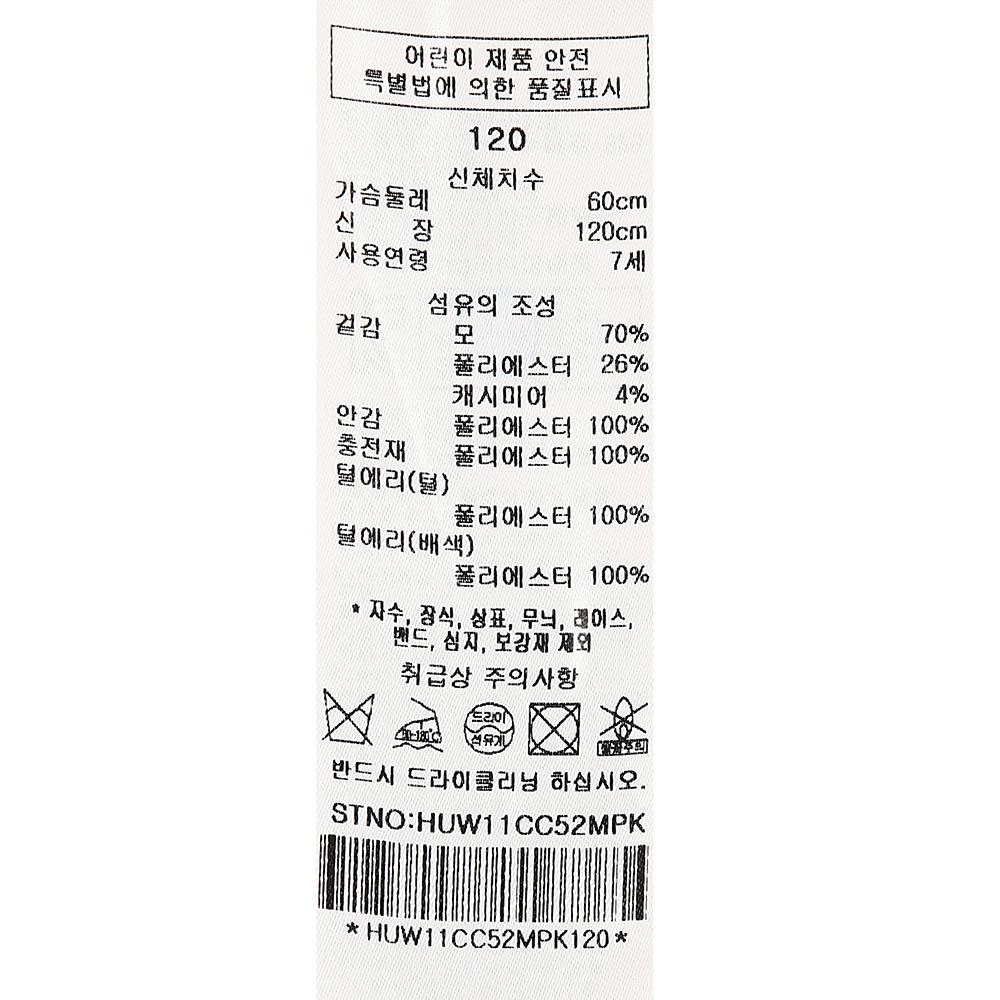 어린이 제품 안전
특별법에 의한 품질표시
120
신체치수
가슴둘레 60cm
신 장 120cm
사용연령 7세
섬유의 조성
겉감 모 70%
폴리에스터 26%
캐시미어 4%
안감 폴리에스터 100%
충전재 폴리에스터 100%
털에리(털)
폴리에스터 100%
털에리(배색)
폴리에스터 100%
* 자수, 장식, 상표, 무늬, 레이스,
밴드, 심지, 보강재 제외
취급상 주의사항
드라이
석유계
반드시 드라이클리닝 하십시오.
STNO:HUW11CC52MPK
*HUW11CC52MPK120*